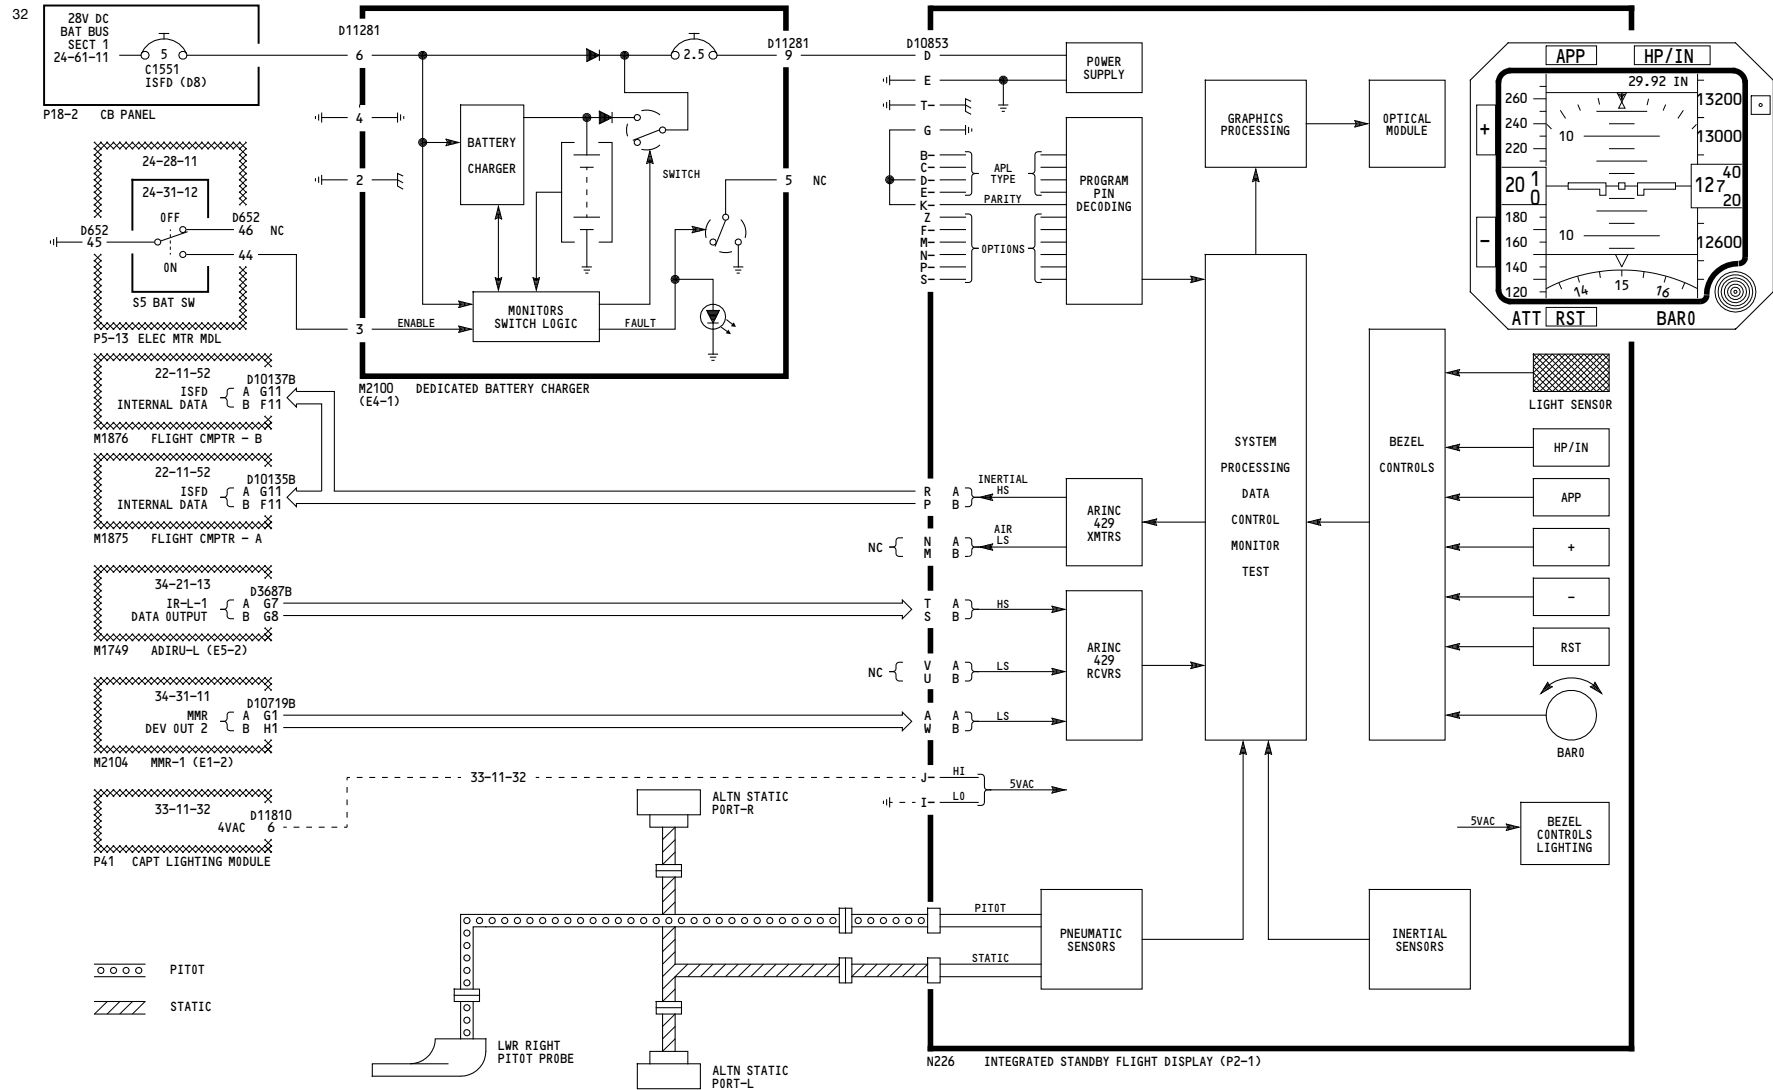 32
28V DC
BAT BUS
SECT 1
24-61-11
5
C1551
ISFD (D8)
P18-2 CB PANEL
24-28-11
24-31-12
OFF
ON
D652
45
D652
46 NC
44
S5 BAT SW
P5-13 ELEC MTR MDL
22-11-52
D10137B
ISFD A G11
INTERNAL DATA B F11
M1876 FLIGHT CMPTR - B
22-11-52
D10135B
ISFD A G11
INTERNAL DATA B F11
M1875 FLIGHT CMPTR - A
34-21-13
D3687B
IR-L-1 A G7
DATA OUTPUT B G8
M1749 ADIRU-L (E5-2)
34-31-11
D10719B
MMR A G1
DEV OUT 2 B H1
M2104 MMR-1 (E1-2)
33-11-32
D11810
4VAC 6
P41 CAPT LIGHTING MODULE
33-11-32
PITOT
STATIC
LWR RIGHT
PITOT PROBE
ALTN STATIC
PORT-R
ALTN STATIC
PORT-L
D11281
6
4
2
3
ENABLE
BATTERY
CHARGER
MONITORS
SWITCH LOGIC
SWITCH
FAULT
2.5
D11281
9
5 NC
M2100 DEDICATED BATTERY CHARGER
(E4-1)
D10853
D
E
T
G
B
C
D
E
K
Z
F
M
N
P
S
APL
TYPE
PARITY
OPTIONS
POWER
SUPPLY
PROGRAM
PIN
DECODING
INERTIAL
R A HS
P B
AIR
NC N A LS
M B
ARINC
429
XMTRS
T A HS
S B
NC V A LS
U B
A A LS
W B
ARINC
429
RCVRS
J HI
I LO
5VAC
PITOT
STATIC
PNEUMATIC
SENSORS
INERTIAL
SENSORS
GRAPHICS
PROCESSING
OPTICAL
MODULE
SYSTEM
PROCESSING
DATA
CONTROL
MONITOR
TEST
BEZEL
CONTROLS
APP HP/IN
29.92 IN
260
240
220
20 1
0
180
160
140
120
+
-
10
10
13200
13000
40
127
20
12600
14 15 16
ATT RST BARO
LIGHT SENSOR
HP/IN
APP
+
-
RST
BARO
5VAC
BEZEL
CONTROLS
LIGHTING
N226 INTEGRATED STANDBY FLIGHT DISPLAY (P2-1)